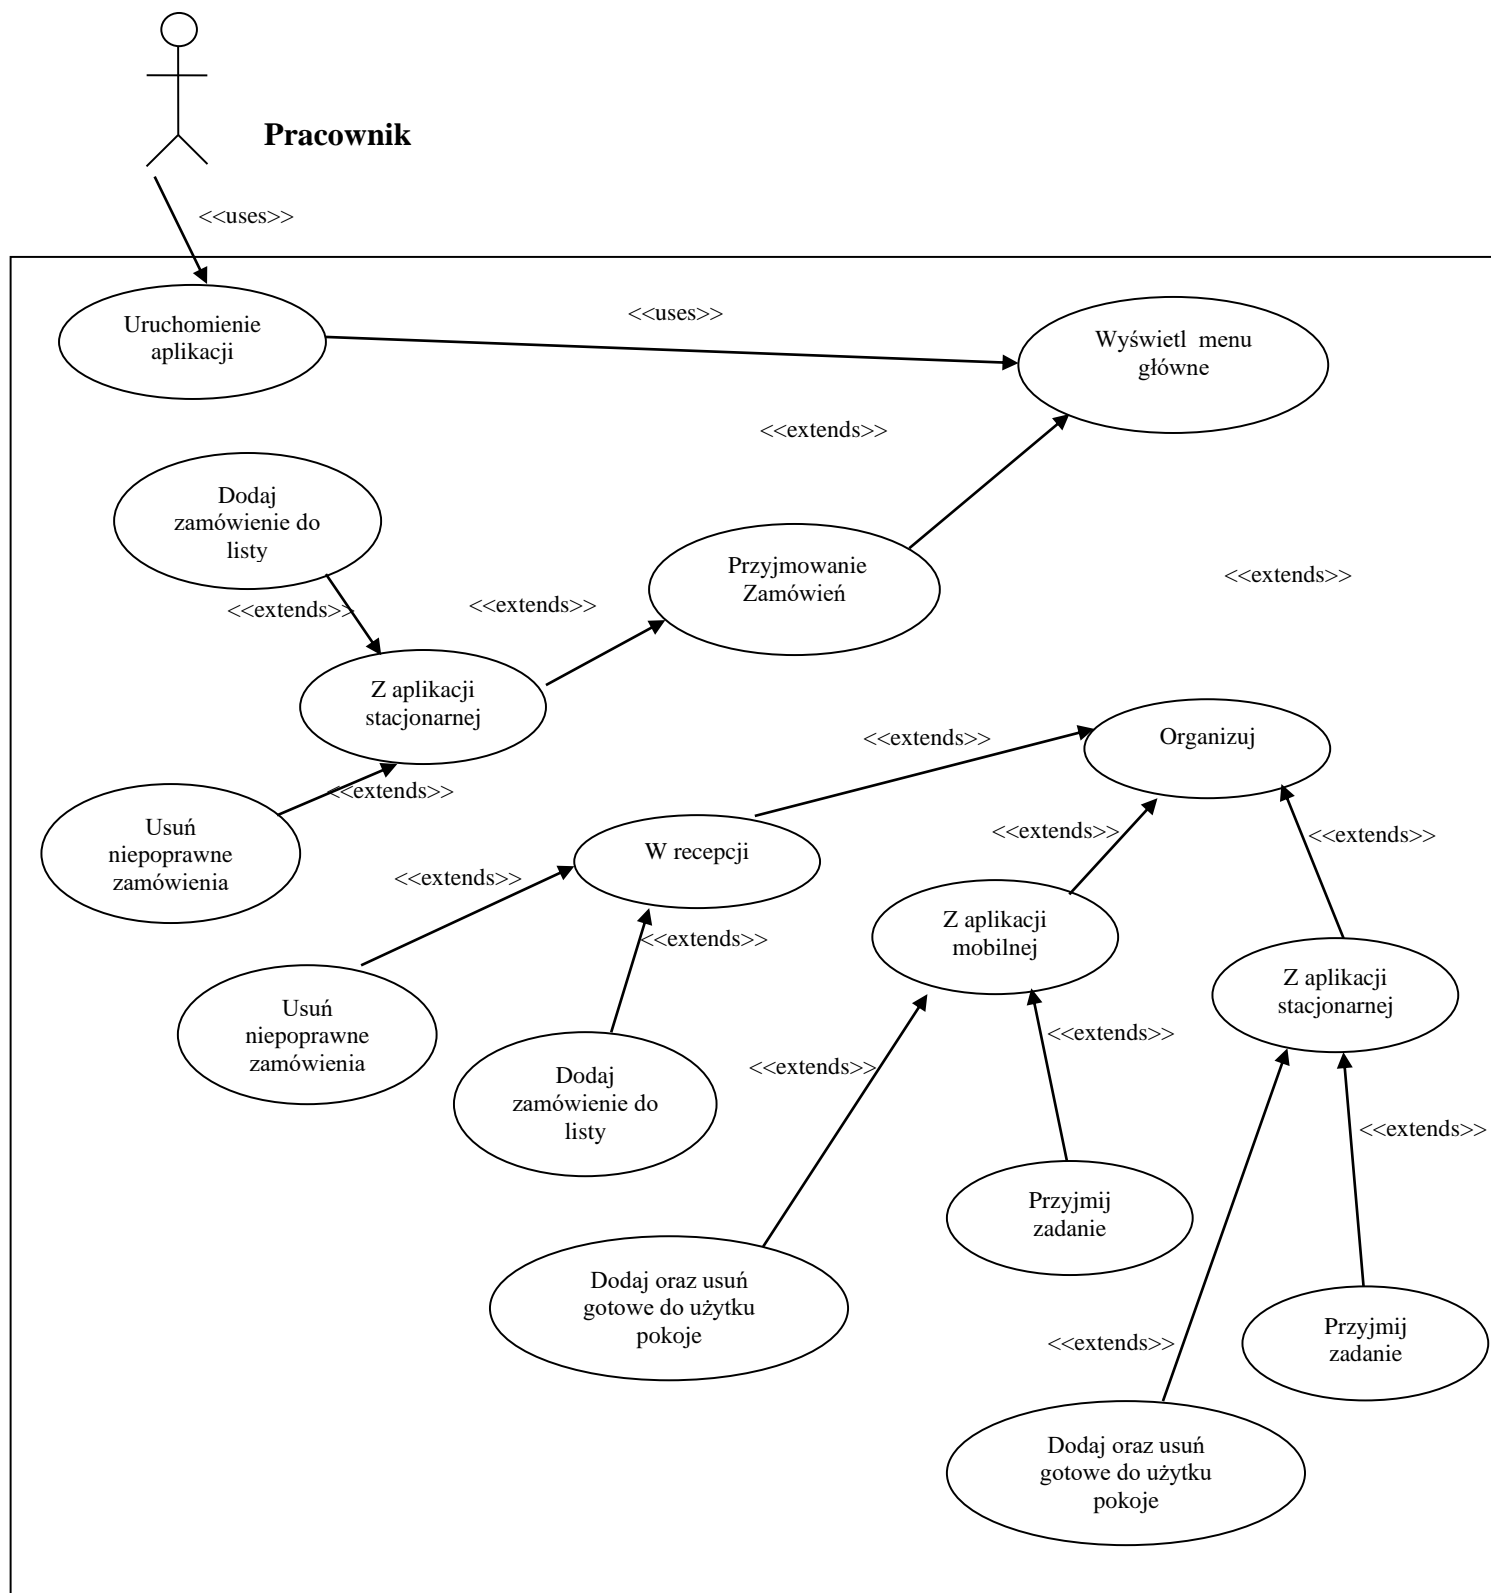 Pracownik
<<uses>>
Uruchomienie
aplikacji
<<uses>>
Wyświetl  menu
główne
<<extends>>
Dodaj
zamówienie do
listy
<<extends>>
<<extends>>
Przyjmowanie
Zamówień
<<extends>>
Z aplikacji
stacjonarnej
<<extends>>
Organizuj
<<extends>>
Usuń
niepoprawne
zamówienia
W recepcji
<<extends>>
<<extends>>
<<extends>>
<<extends>>
Z aplikacji
mobilnej
Z aplikacji
stacjonarnej
Usuń
niepoprawne
zamówienia
<<extends>>
<<extends>>
Dodaj
zamówienie do
listy
<<extends>>
Przyjmij
zadanie
Dodaj oraz usuń
gotowe do użytku
pokoje
<<extends>>
Przyjmij
zadanie
Dodaj oraz usuń
gotowe do użytku
pokoje